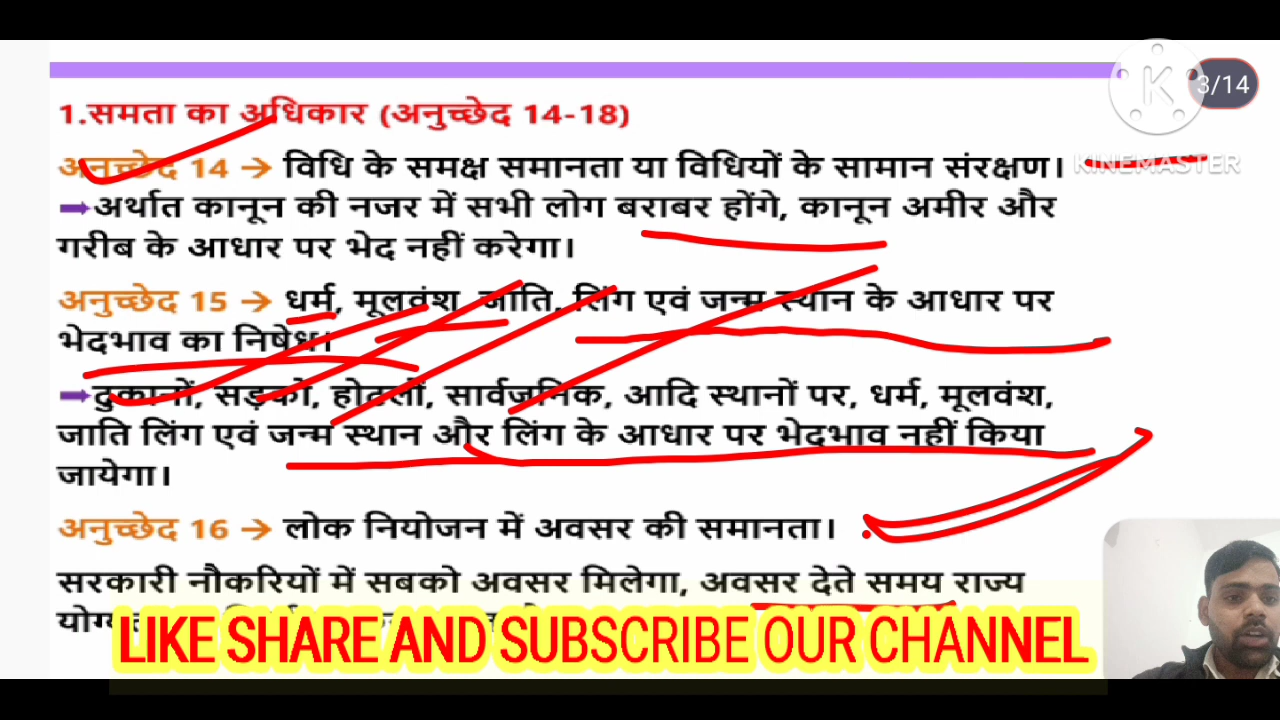 3/14
KINEMASTER
1.समता का अधिकार (अनुच्छेद 14-18)
अनुच्छेद 14 → विधि के समक्ष समानता या विधियों के सामान संरक्षण।
➡अर्थात कानून की नजर में सभी लोग बराबर होंगे, कानून अमीर और
गरीब के आधार पर भेद नहीं करेगा।
अनुच्छेद 15 → धर्म, मूलवंश, जाति, लिंग एवं जन्म स्थान के आधार पर
भेदभाव का निषेध।
➡दुकानों, सड़को, होटलों, सार्वजनिक, आदि स्थानों पर, धर्म, मूलवंश,
जाति लिंग एवं जन्म स्थान और लिंग के आधार पर भेदभाव नहीं किया
जायेगा।
अनुच्छेद 16 → लोक नियोजन में अवसर की समानता।
सरकारी नौकरियों में सबको अवसर मिलेगा, अवसर देते समय राज्य
LIKE SHARE AND SUBSCRIBE OUR CHANNEL